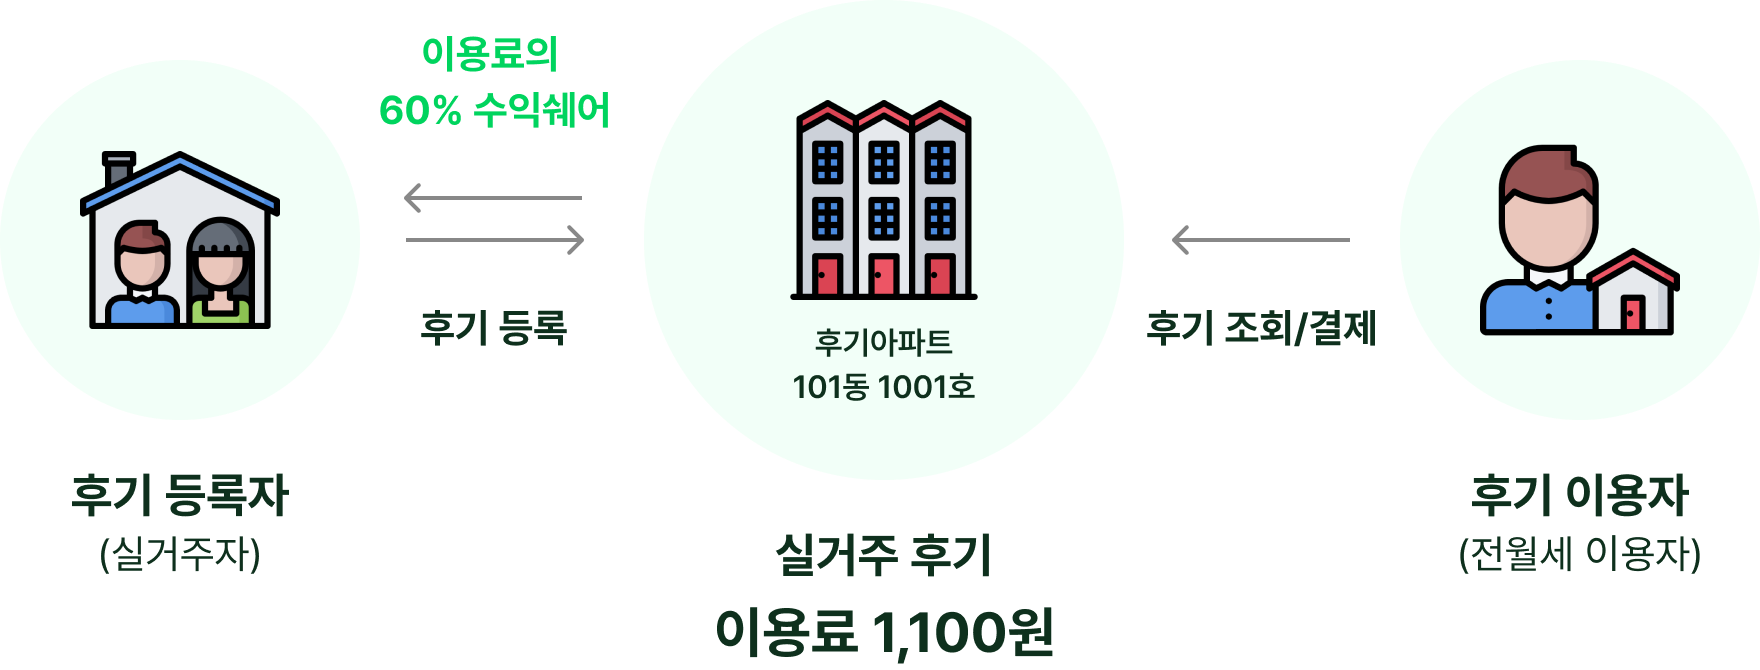 이용료의
60% 수익쉐어
후기 등록
후기 등록자
(실거주자)
후기아파트
101동 1001호
실거주 후기
이용료 1,100원
후기 조회/결제
후기 이용자
(전월세 이용자)